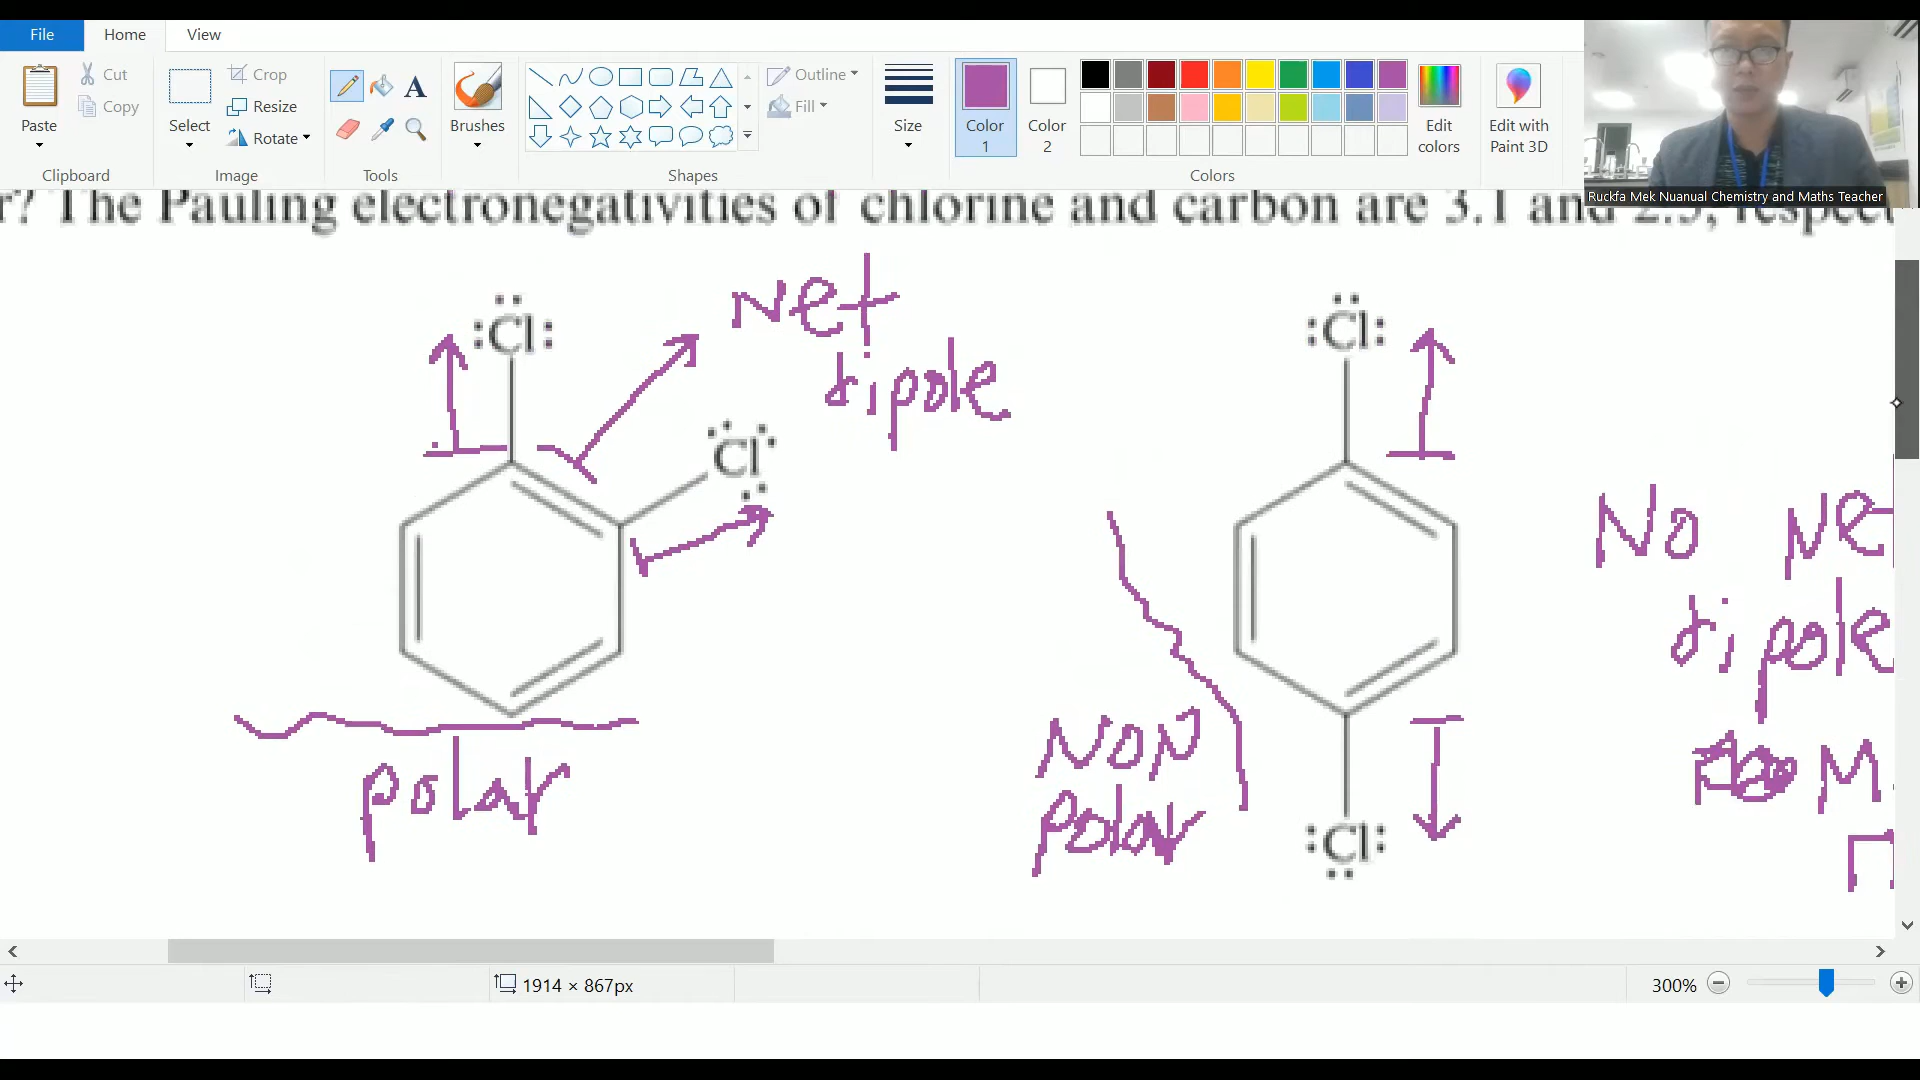 File Home View
Paste
Cut
Copy
Clipboard
Select
Crop
Resize
Rotate
Image
A
Tools
Brushes
Outline
Fill
Shapes
Size
Color
1
Color
2
Edit
colors
Colors
Edit with
Paint 3D
Ruckfa Mek Nuanual Chemistry and Maths Teacher
r? The Pauling electronegativities of chlorine and carbon are 3.1 and
:Cl:
Net
dipole
Cl
polar
:Cl:
No Ne
dipole
Non
polar
M
:Cl:
1914 × 867px
300%